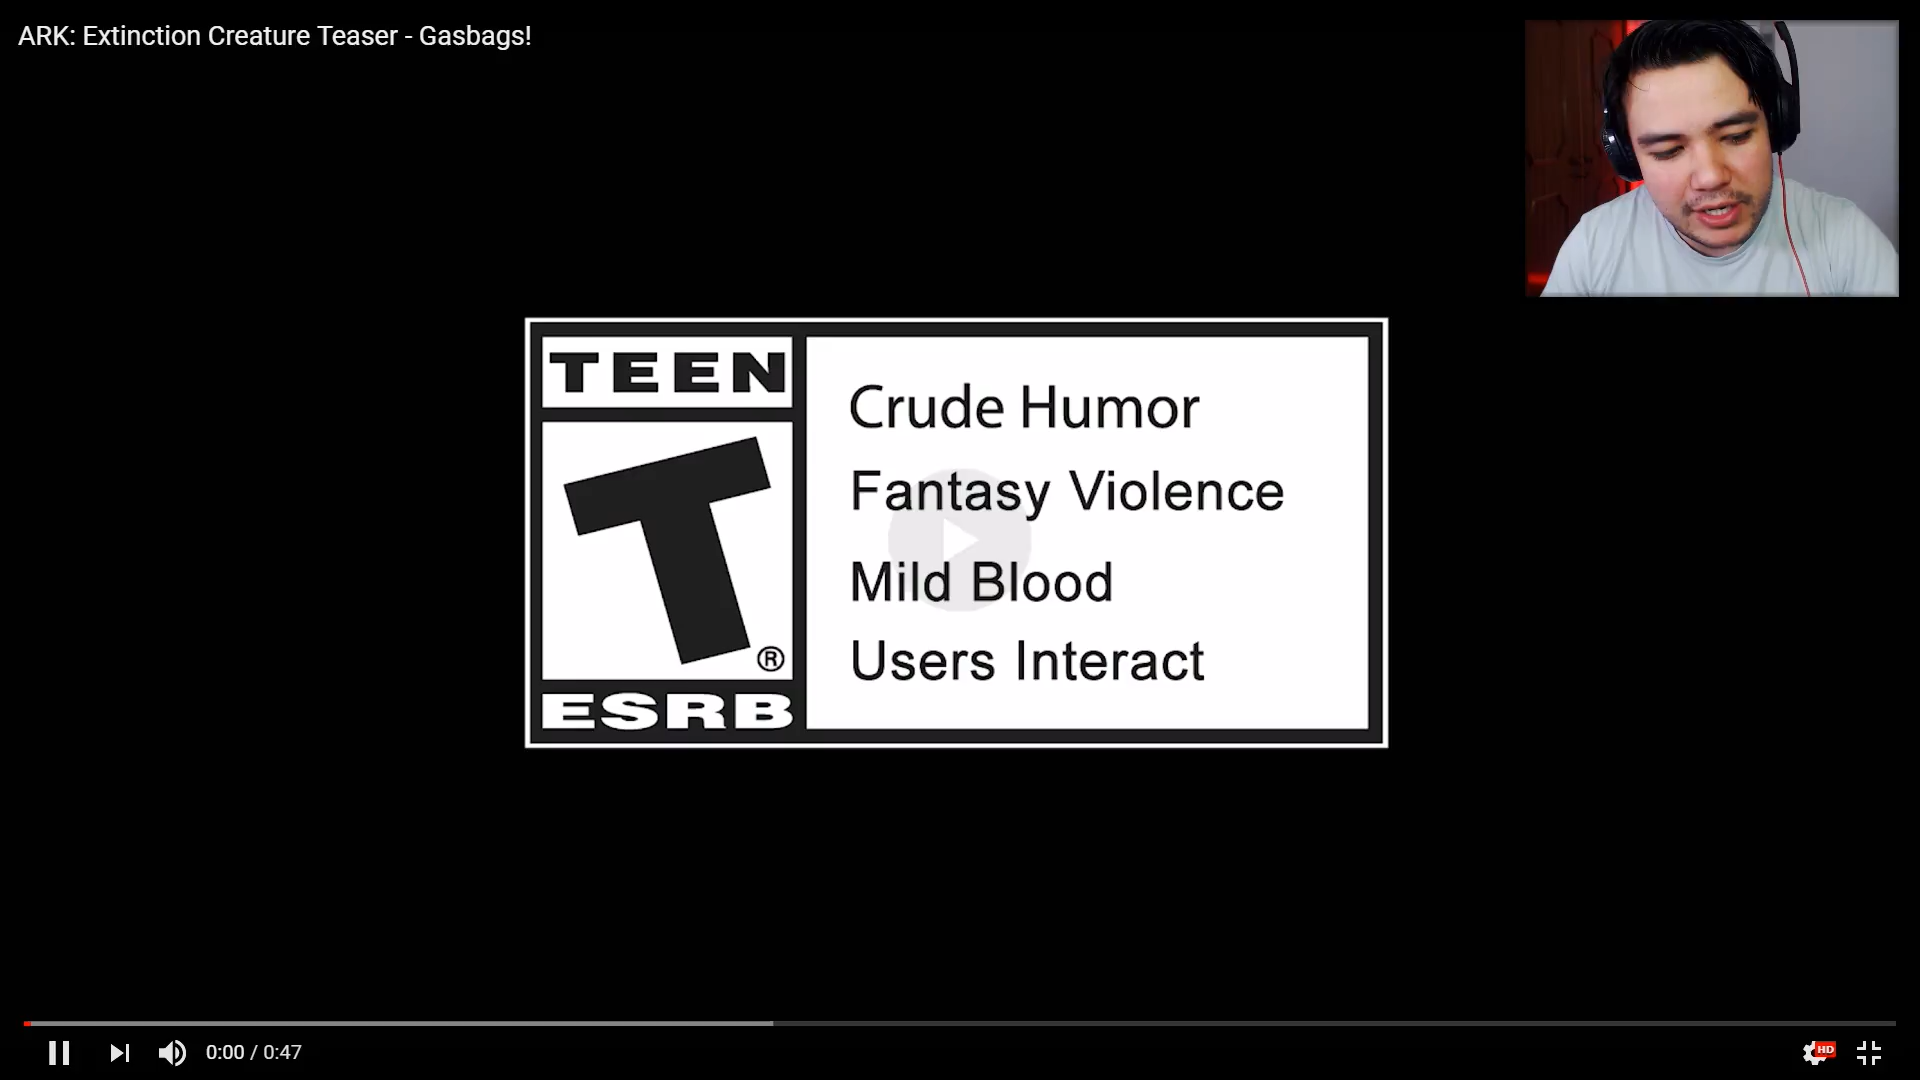 ARK: Extinction Creature Teaser - Gasbags!
TEEN
T
®
ESRB
Crude Humor
Fantasy Violence
Mild Blood
Users Interact
0:00 / 0:47
HD